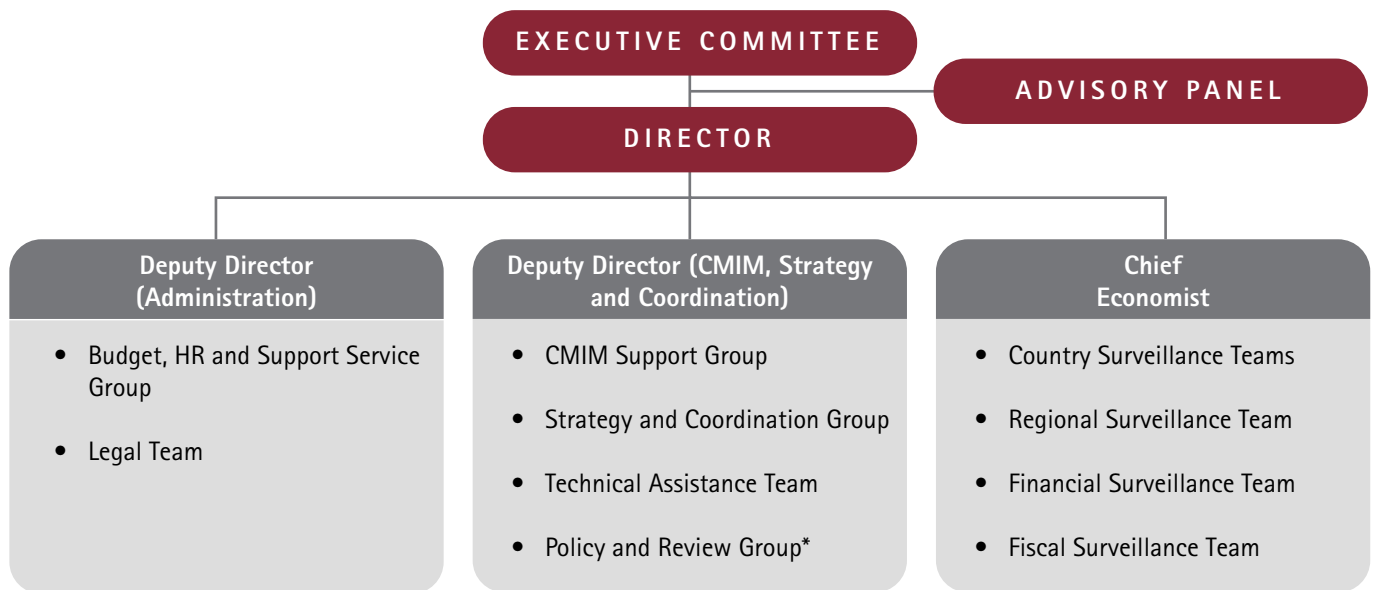 EXECUTIVE COMMITTEE
ADVISORY PANEL
DIRECTOR
Deputy Director
(Administration)
• Budget, HR and Support Service
Group
• Legal Team
Deputy Director (CMIM, Strategy
and Coordination)
• CMIM Support Group
• Strategy and Coordination Group
• Technical Assistance Team
• Policy and Review Group*
Chief
Economist
• Country Surveillance Teams
• Regional Surveillance Team
• Financial Surveillance Team
• Fiscal Surveillance Team